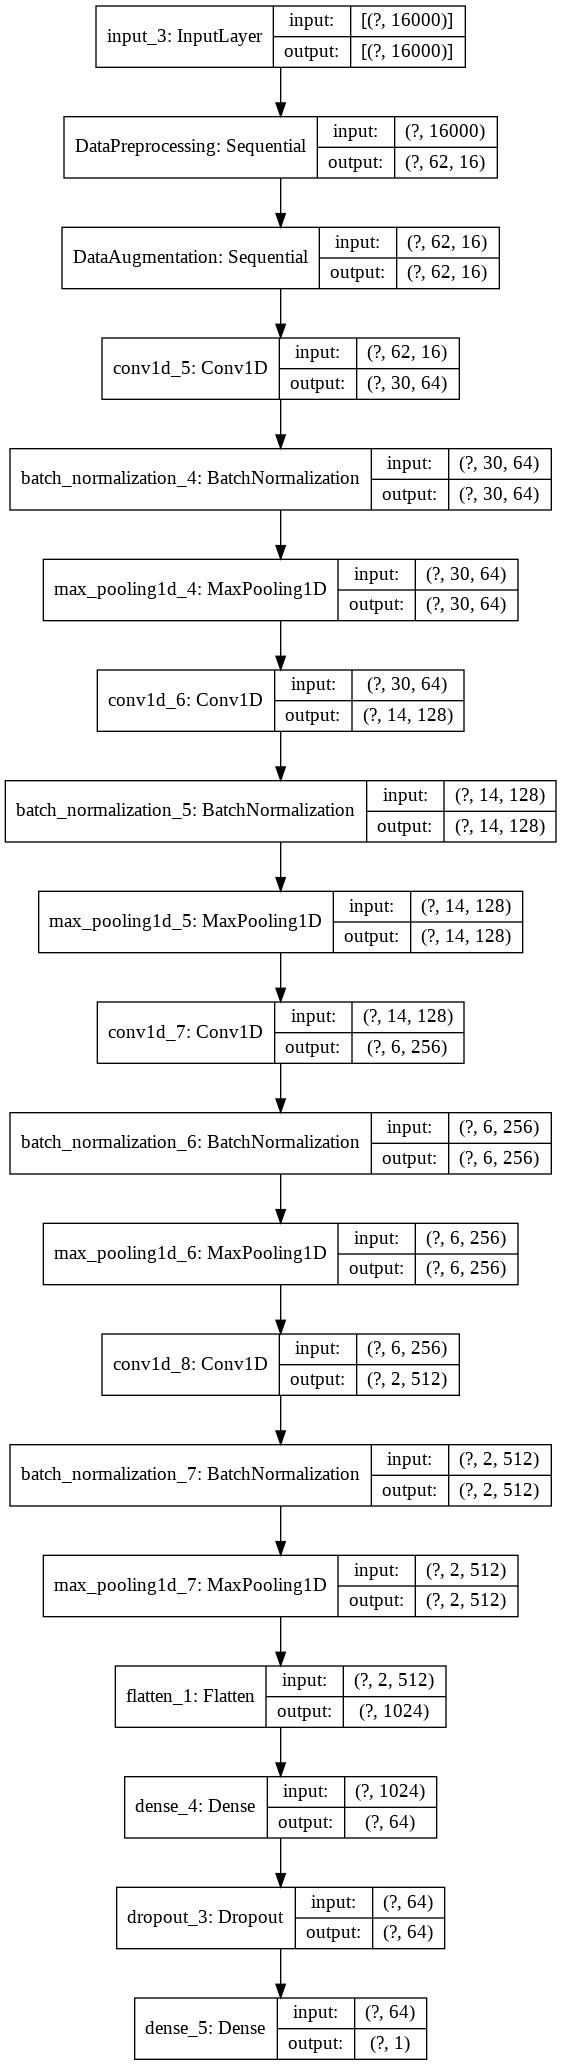 input_3: InputLayer
input: [(?, 16000)]
output: [(?, 16000)]
DataPreprocessing: Sequential
input: (?, 16000)
output: (?, 62, 16)
DataAugmentation: Sequential
input: (?, 62, 16)
output: (?, 62, 16)
conv1d_5: Conv1D
input: (?, 62, 16)
output: (?, 30, 64)
batch_normalization_4: BatchNormalization
input: (?, 30, 64)
output: (?, 30, 64)
max_pooling1d_4: MaxPooling1D
input: (?, 30, 64)
output: (?, 30, 64)
conv1d_6: Conv1D
input: (?, 30, 64)
output: (?, 14, 128)
batch_normalization_5: BatchNormalization
input: (?, 14, 128)
output: (?, 14, 128)
max_pooling1d_5: MaxPooling1D
input: (?, 14, 128)
output: (?, 14, 128)
conv1d_7: Conv1D
input: (?, 14, 128)
output: (?, 6, 256)
batch_normalization_6: BatchNormalization
input: (?, 6, 256)
output: (?, 6, 256)
max_pooling1d_6: MaxPooling1D
input: (?, 6, 256)
output: (?, 6, 256)
conv1d_8: Conv1D
input: (?, 6, 256)
output: (?, 2, 512)
batch_normalization_7: BatchNormalization
input: (?, 2, 512)
output: (?, 2, 512)
max_pooling1d_7: MaxPooling1D
input: (?, 2, 512)
output: (?, 2, 512)
flatten_1: Flatten
input: (?, 2, 512)
output: (?, 1024)
dense_4: Dense
input: (?, 1024)
output: (?, 64)
dropout_3: Dropout
input: (?, 64)
output: (?, 64)
dense_5: Dense
input: (?, 64)
output: (?, 1)